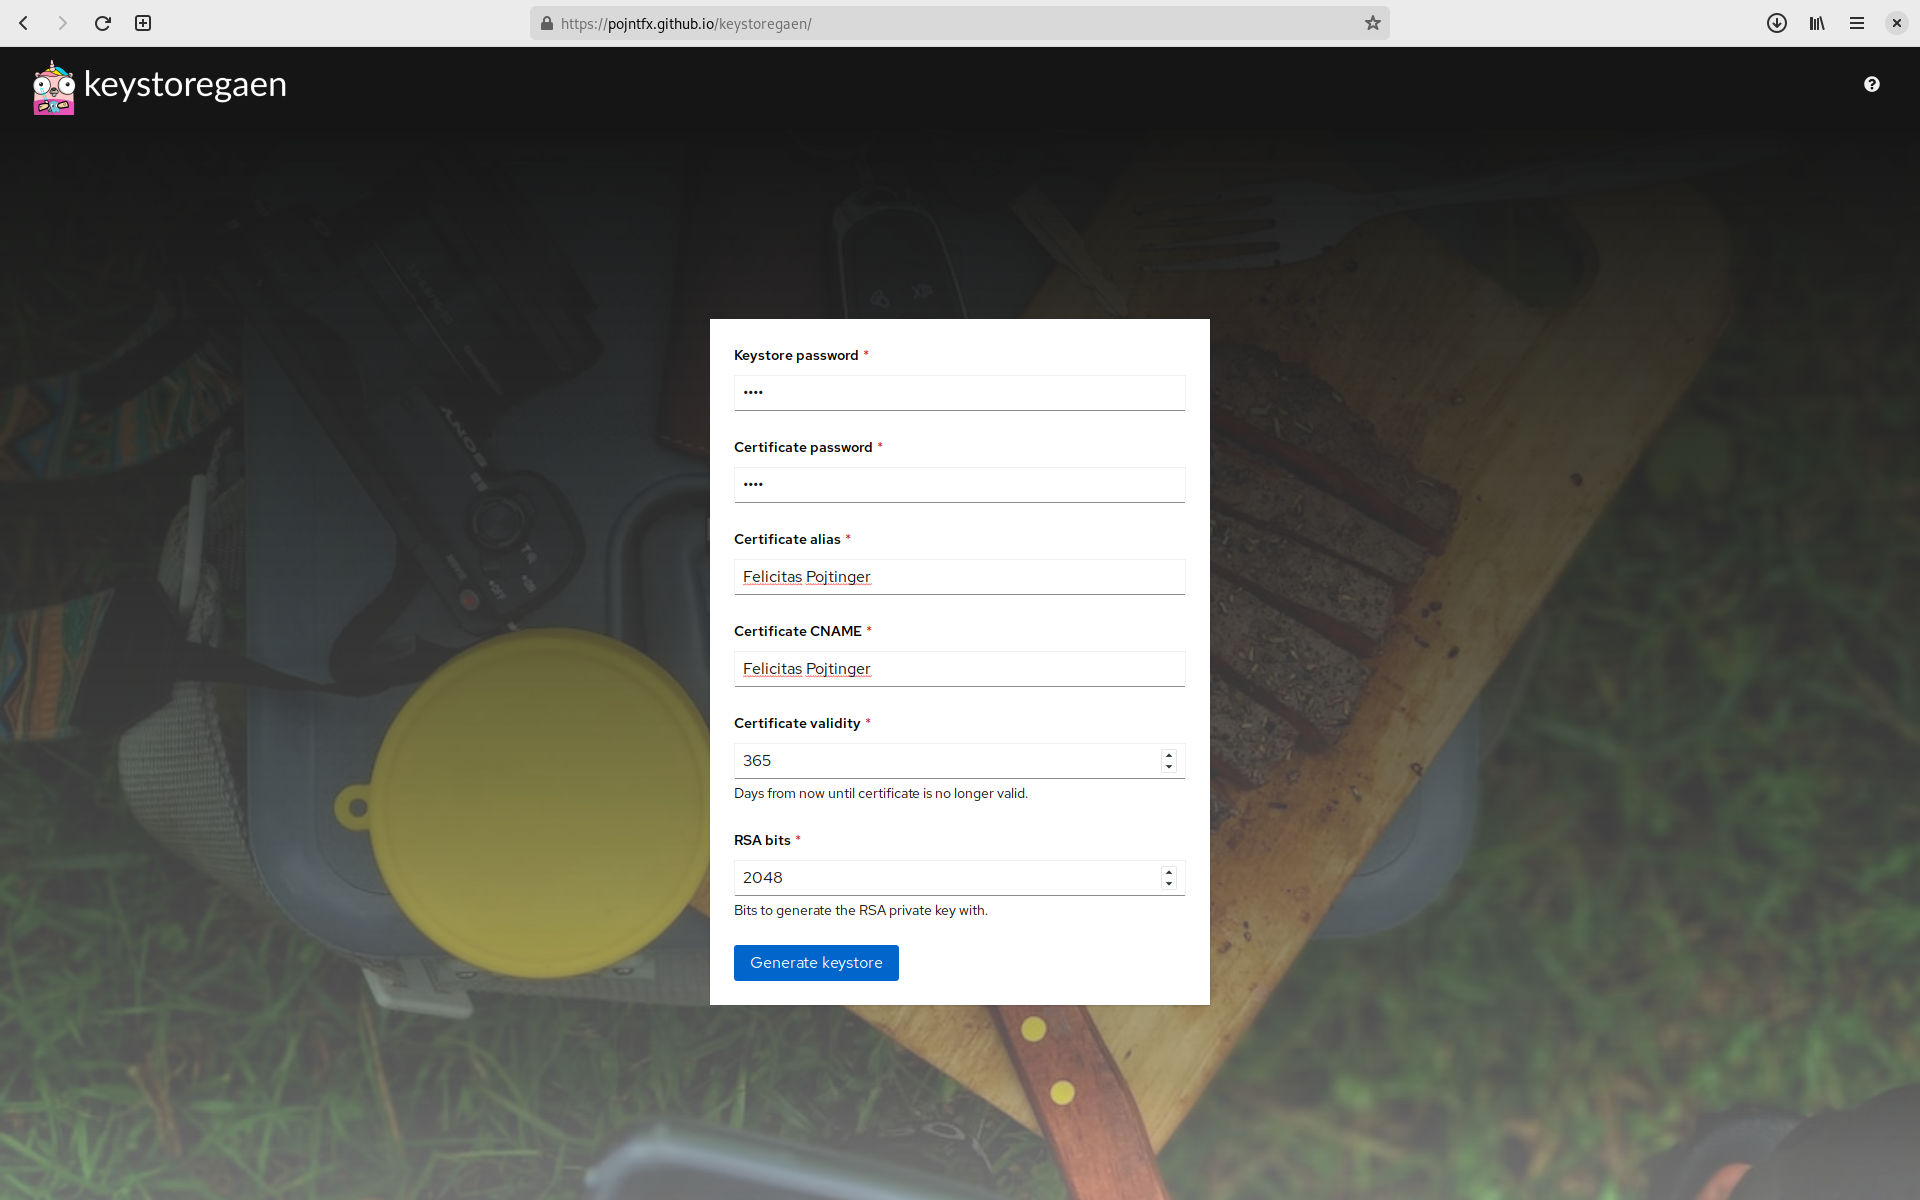 https://pojntfx.github.io/keystoregaen/
keystoregaen
Keystore password *
••••
Certificate password *
••••
Certificate alias *
Felicitas Pojtinger
Certificate CNAME *
Felicitas Pojtinger
Certificate validity *
365
Days from now until certificate is no longer valid.
RSA bits *
2048
Bits to generate the RSA private key with.
Generate keystore
SONY